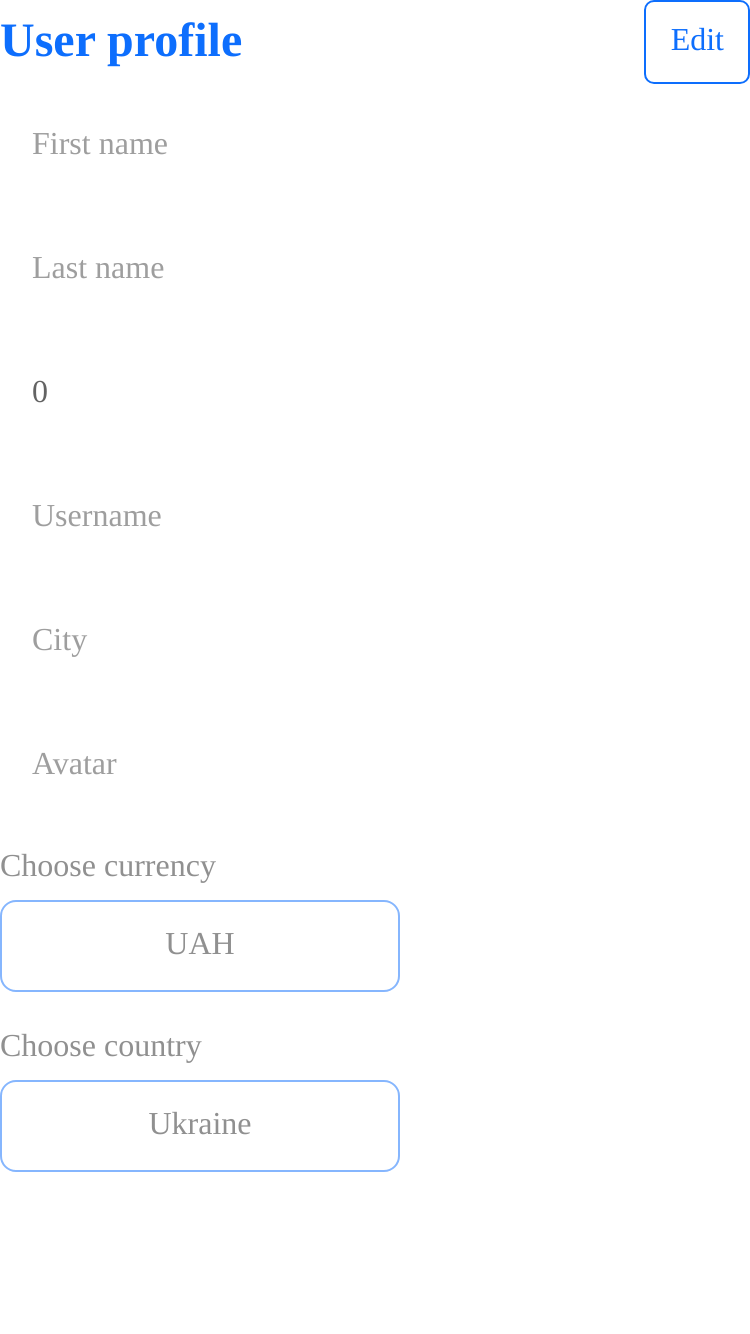 User profile
Edit
First name
Last name
0
Username
City
Avatar
Choose currency
UAH
Choose country
Ukraine